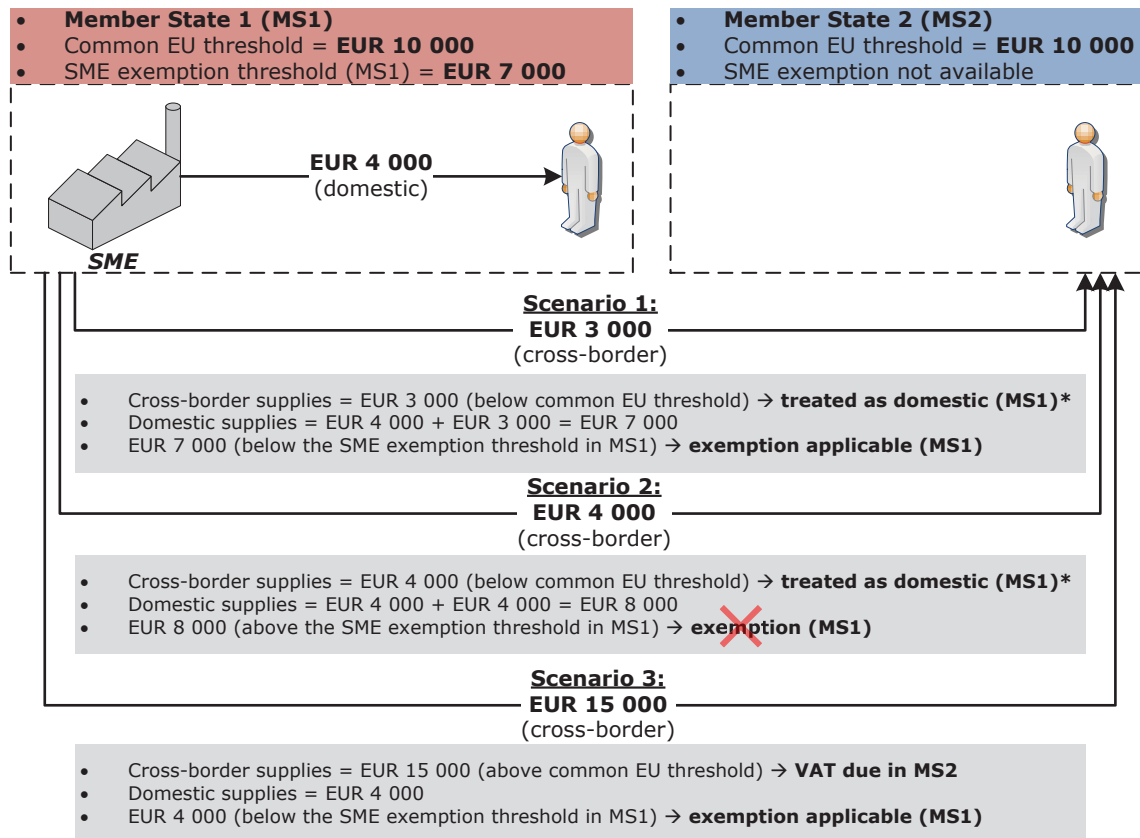 • Member State 1 (MS1)
• Common EU threshold = EUR 10 000
• SME exemption threshold (MS1) = EUR 7 000
• Member State 2 (MS2)
• Common EU threshold = EUR 10 000
• SME exemption not available
EUR 4 000
(domestic)
SME
Scenario 1:
EUR 3 000
(cross-border)
• Cross-border supplies = EUR 3 000 (below common EU threshold) → treated as domestic (MS1)*
• Domestic supplies = EUR 4 000 + EUR 3 000 = EUR 7 000
• EUR 7 000 (below the SME exemption threshold in MS1) → exemption applicable (MS1)
Scenario 2:
EUR 4 000
(cross-border)
• Cross-border supplies = EUR 4 000 (below common EU threshold) → treated as domestic (MS1)*
• Domestic supplies = EUR 4 000 + EUR 4 000 = EUR 8 000
• EUR 8 000 (above the SME exemption threshold in MS1) → exemption (MS1)
Scenario 3:
EUR 15 000
(cross-border)
• Cross-border supplies = EUR 15 000 (above common EU threshold) → VAT due in MS2
• Domestic supplies = EUR 4 000
• EUR 4 000 (below the SME exemption threshold in MS1) → exemption applicable (MS1)